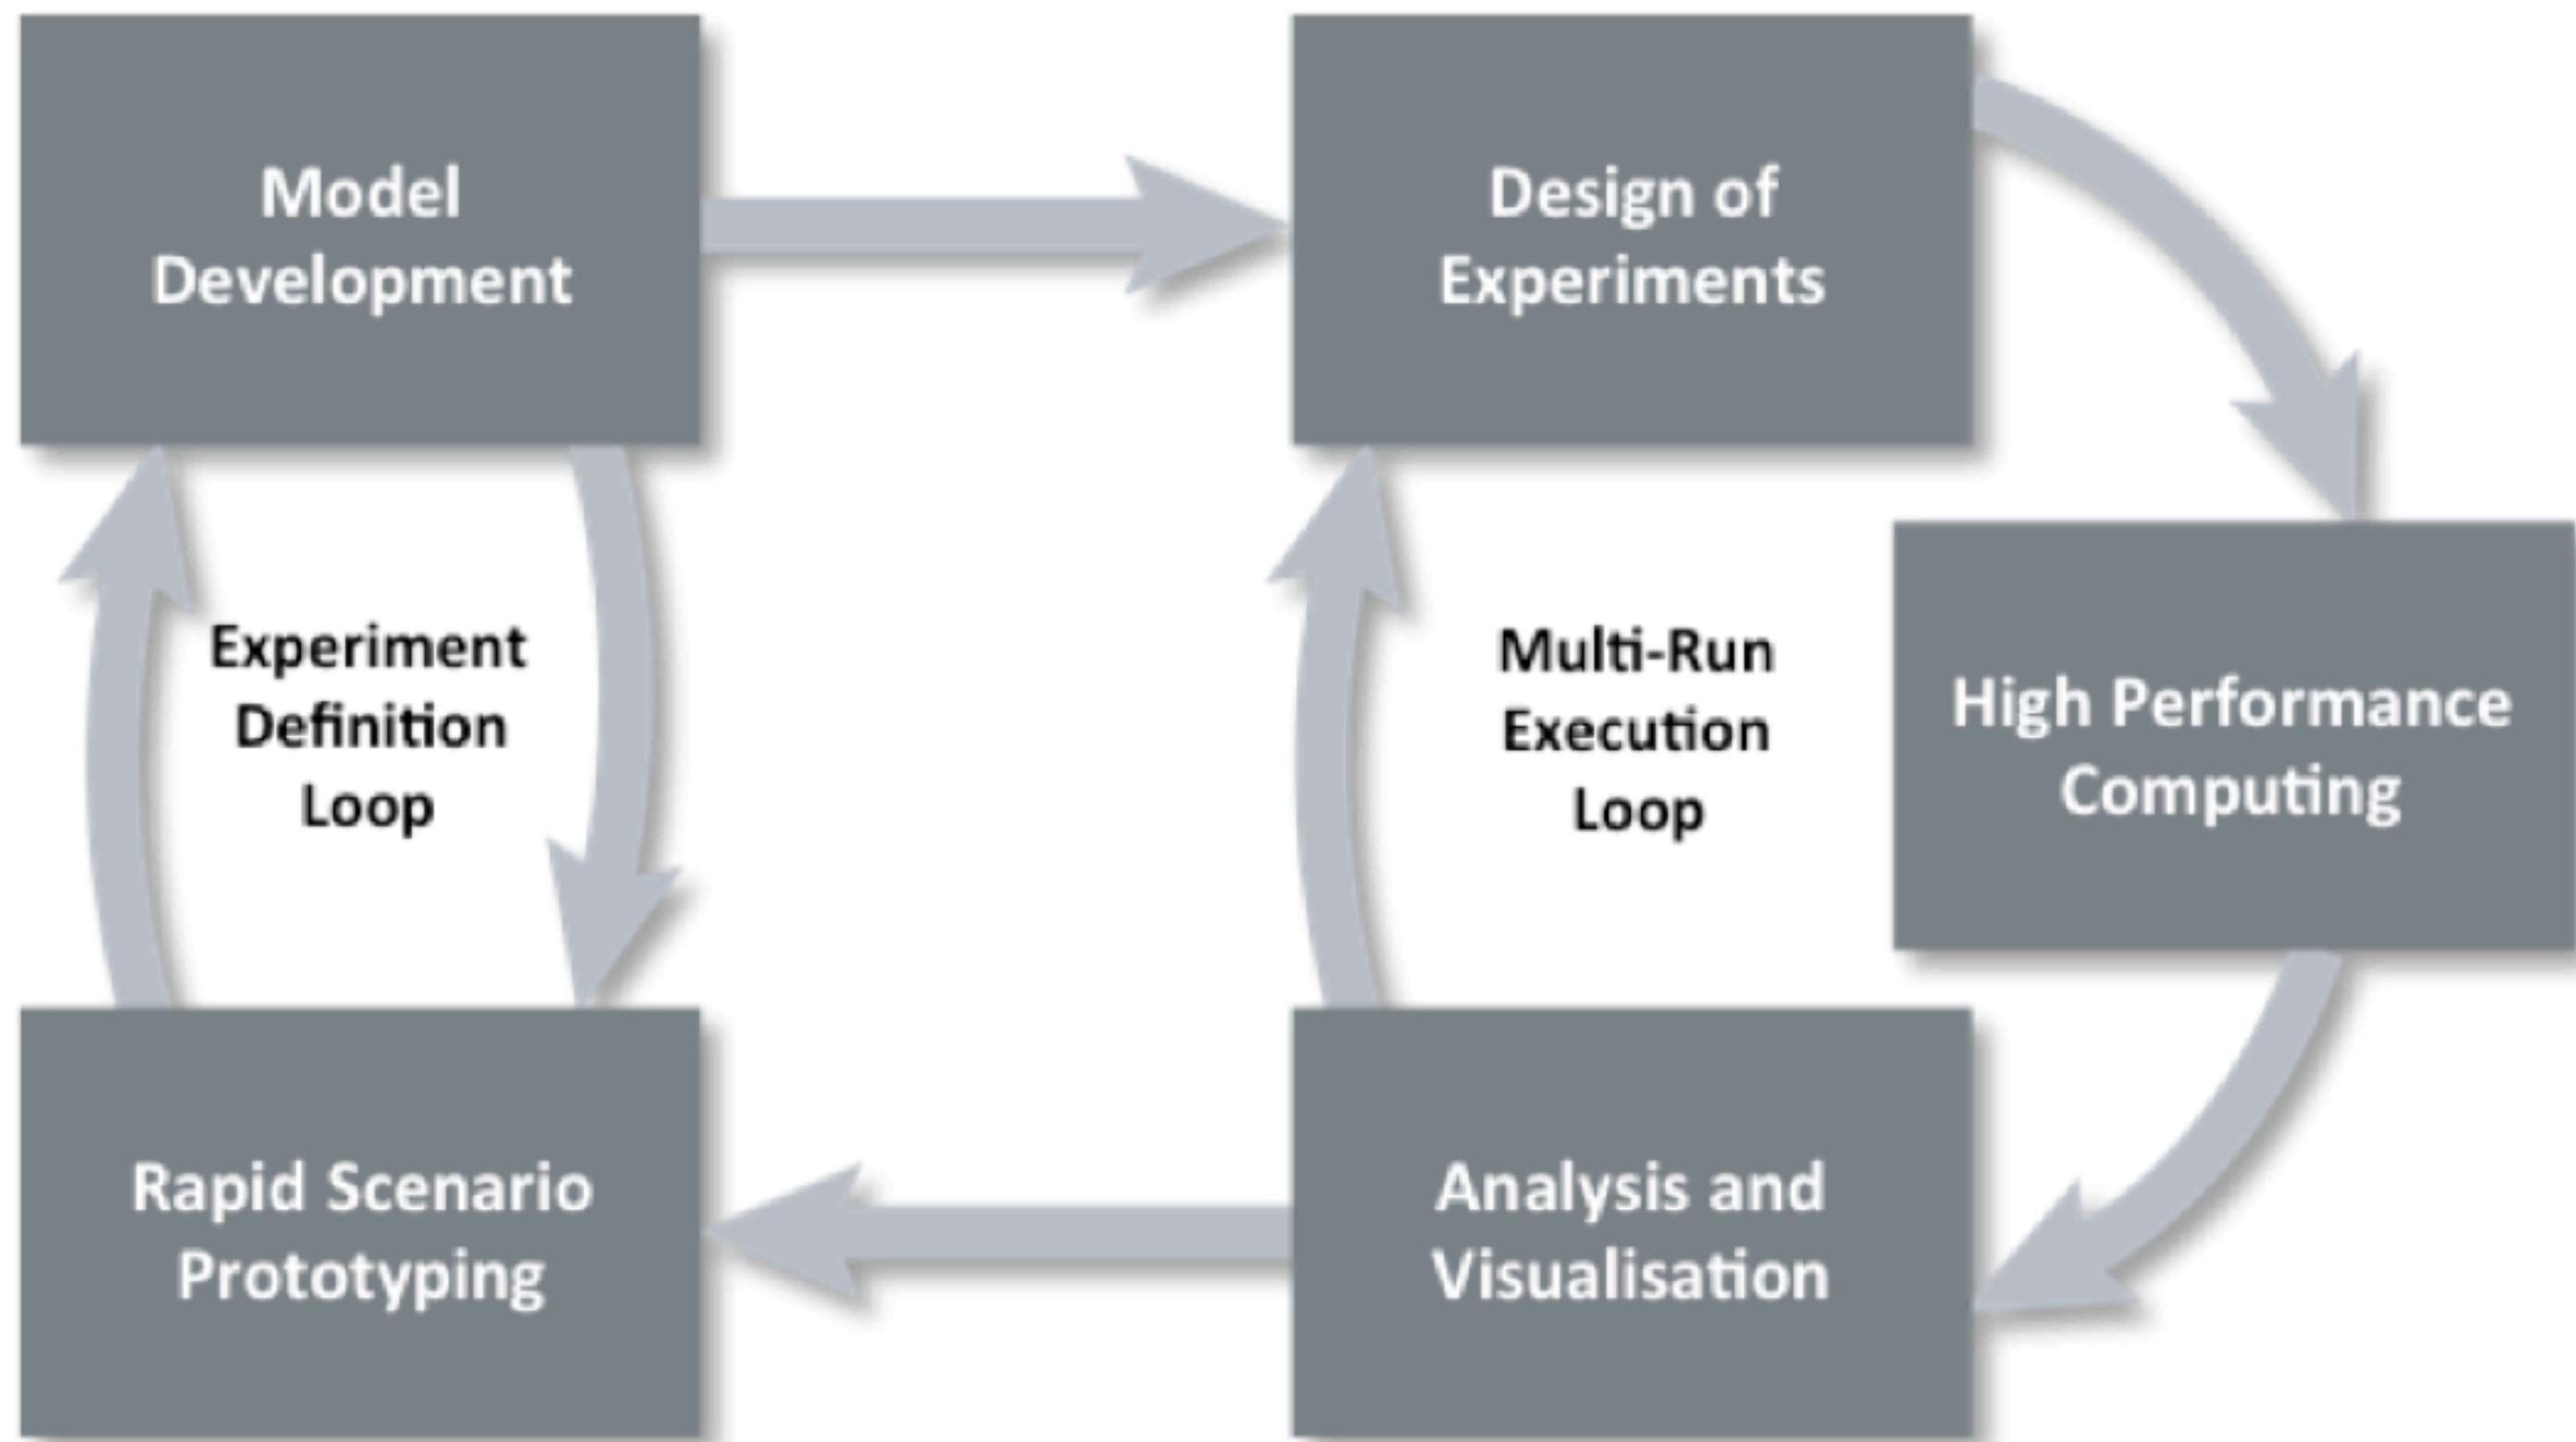 Model
Development
Design of
Experiments
Experiment
Definition
Loop
Multi-Run
Execution
Loop
High Performance
Computing
Rapid Scenario
Prototyping
Analysis and
Visualisation